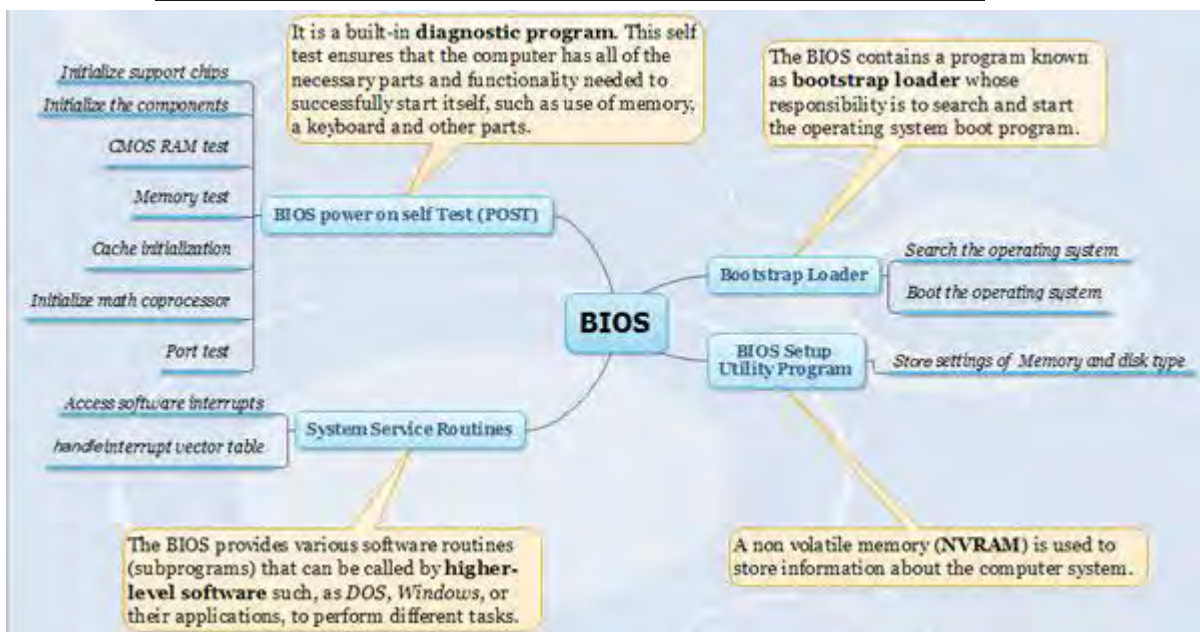 It is a built-in diagnostic program. This self
test ensures that the computer has all of the
necessary parts and functionality needed to
successfully start itself, such as use of memory,
a keyboard and other parts.
The BIOS contains a program known
as bootstrap loader whose
responsibility is to search and start
the operating system boot program.
Initialize support chips
Initialize the components
CMOS RAM test
Memory test
Cache initialization
Initialize math coprocessor
Port test
BIOS power on self Test (POST)
Access software interrupts
handle interrupt vector table
System Service Routines
BIOS
Bootstrap Loader
Search the operating system
Boot the operating system
BIOS Setup
Utility Program
Store settings of Memory and disk type
The BIOS provides various software routines
(subprograms) that can be called by higher-
level software such, as DOS, Windows, or
their applications, to perform different tasks.
A non volatile memory (NVRAM) is used to
store information about the computer system.